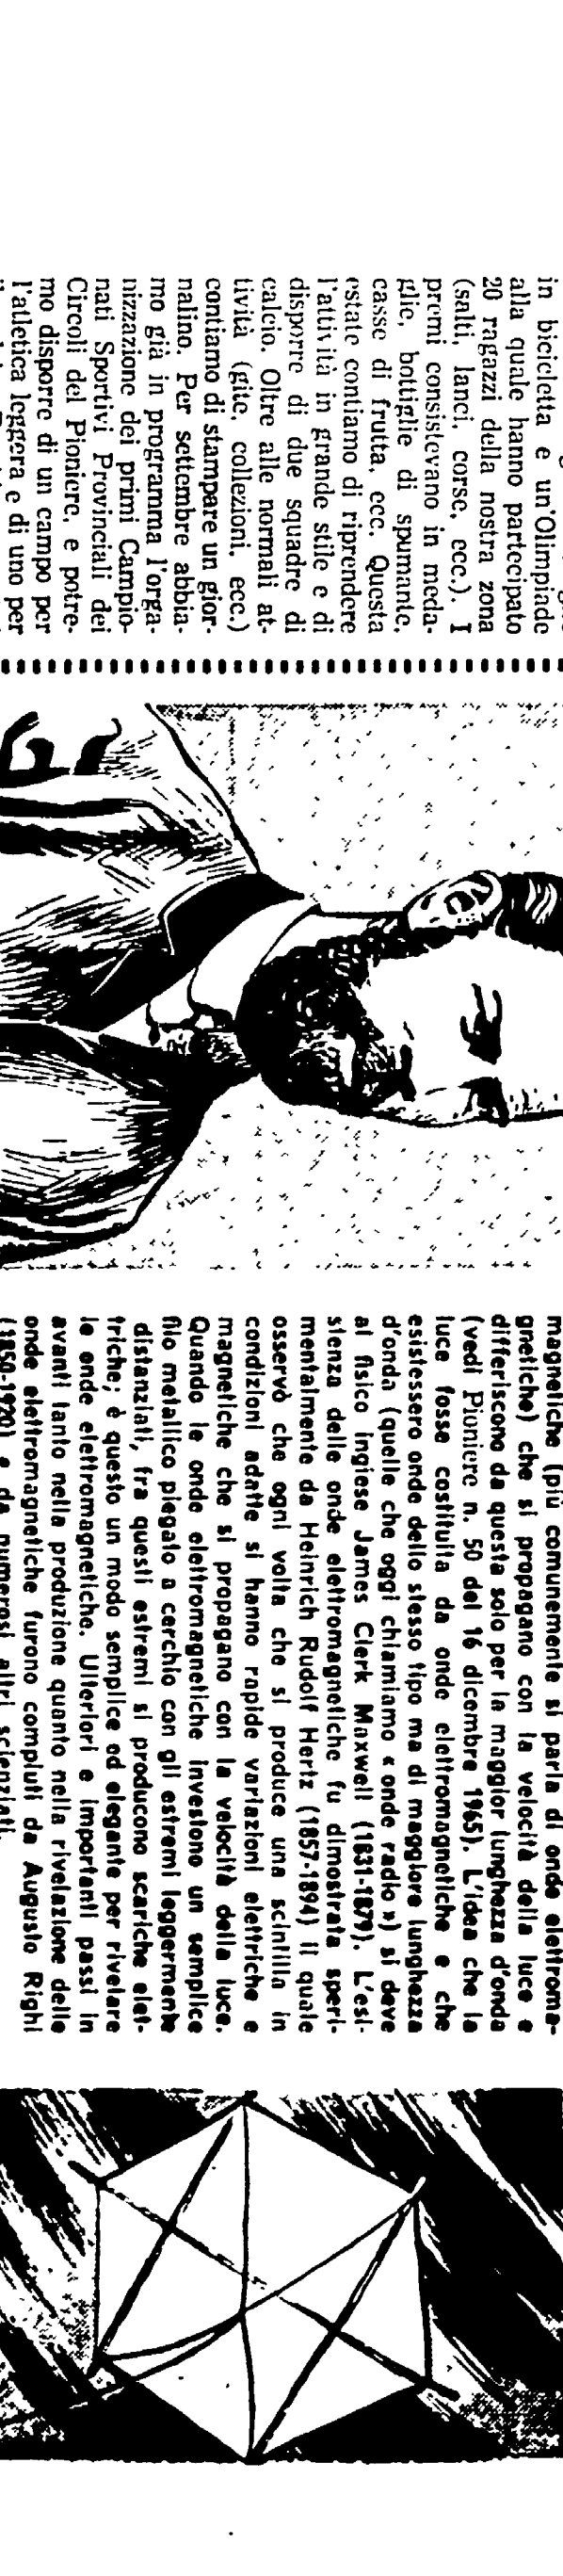 in bicicletta e un'Olimpiade
alla quale hanno partecipato
20 ragazzi della nostra zona
(salti, lanci, corse, ecc.). I
premi consistevano in meda-
glie, bottiglie di spumante,
casse di frutta, ecc. Questa
estate contiamo di riprendere
l'attività in grande stile e di
disporre di due squadre di
calcio. Oltre alle normali at-
tività (gite, collezioni, ecc.)
contiamo di stampare un gior-
nalino. Per settembre abbia-
mo già in programma l'orga-
nizzazione dei primi Campio-
nati Sportivi Provinciali dei
Circoli del Pioniere, e potre-
mo disporre di un campo per
l'atletica leggera e di uno per
magnetiche (più comunemente si parla di onde elettroma-
gnetiche) che si propagano con la velocità della luce e
differiscono da questa solo per la maggior lunghezza d'onda
(vedi Pioniere n. 50 del 16 dicembre 1965). L'idea che la
luce fosse costituita da onde elettromagnetiche e che
esistessero onde dello stesso tipo ma di maggiore lunghezza
d'onda (quelle che oggi chiamiamo « onde radio ») si deve
al fisico inglese James Clerk Maxwell (1831-1879). L'esi-
stenza delle onde elettromagnetiche fu dimostrata speri-
mentalmente da Heinrich Rudolf Hertz (1857-1894) il quale
osservò che ogni volta che si produce una scintilla in
condizioni adatte si hanno rapide variazioni elettriche e
magnetiche che si propagano con la velocità della luce.
Quando le onde elettromagnetiche investono un semplice
filo metallico piegato a cerchio con gli estremi leggermente
distanziati, fra questi estremi si producono scariche elet-
triche; è questo un modo semplice ed elegante per rivelare
le onde elettromagnetiche. Ulteriori e importanti passi in
avanti tanto nella produzione quanto nella rivelazione delle
onde elettromagnetiche furono compiuti da Augusto Righi
(1850-1920) e da numerosi altri scienziati.